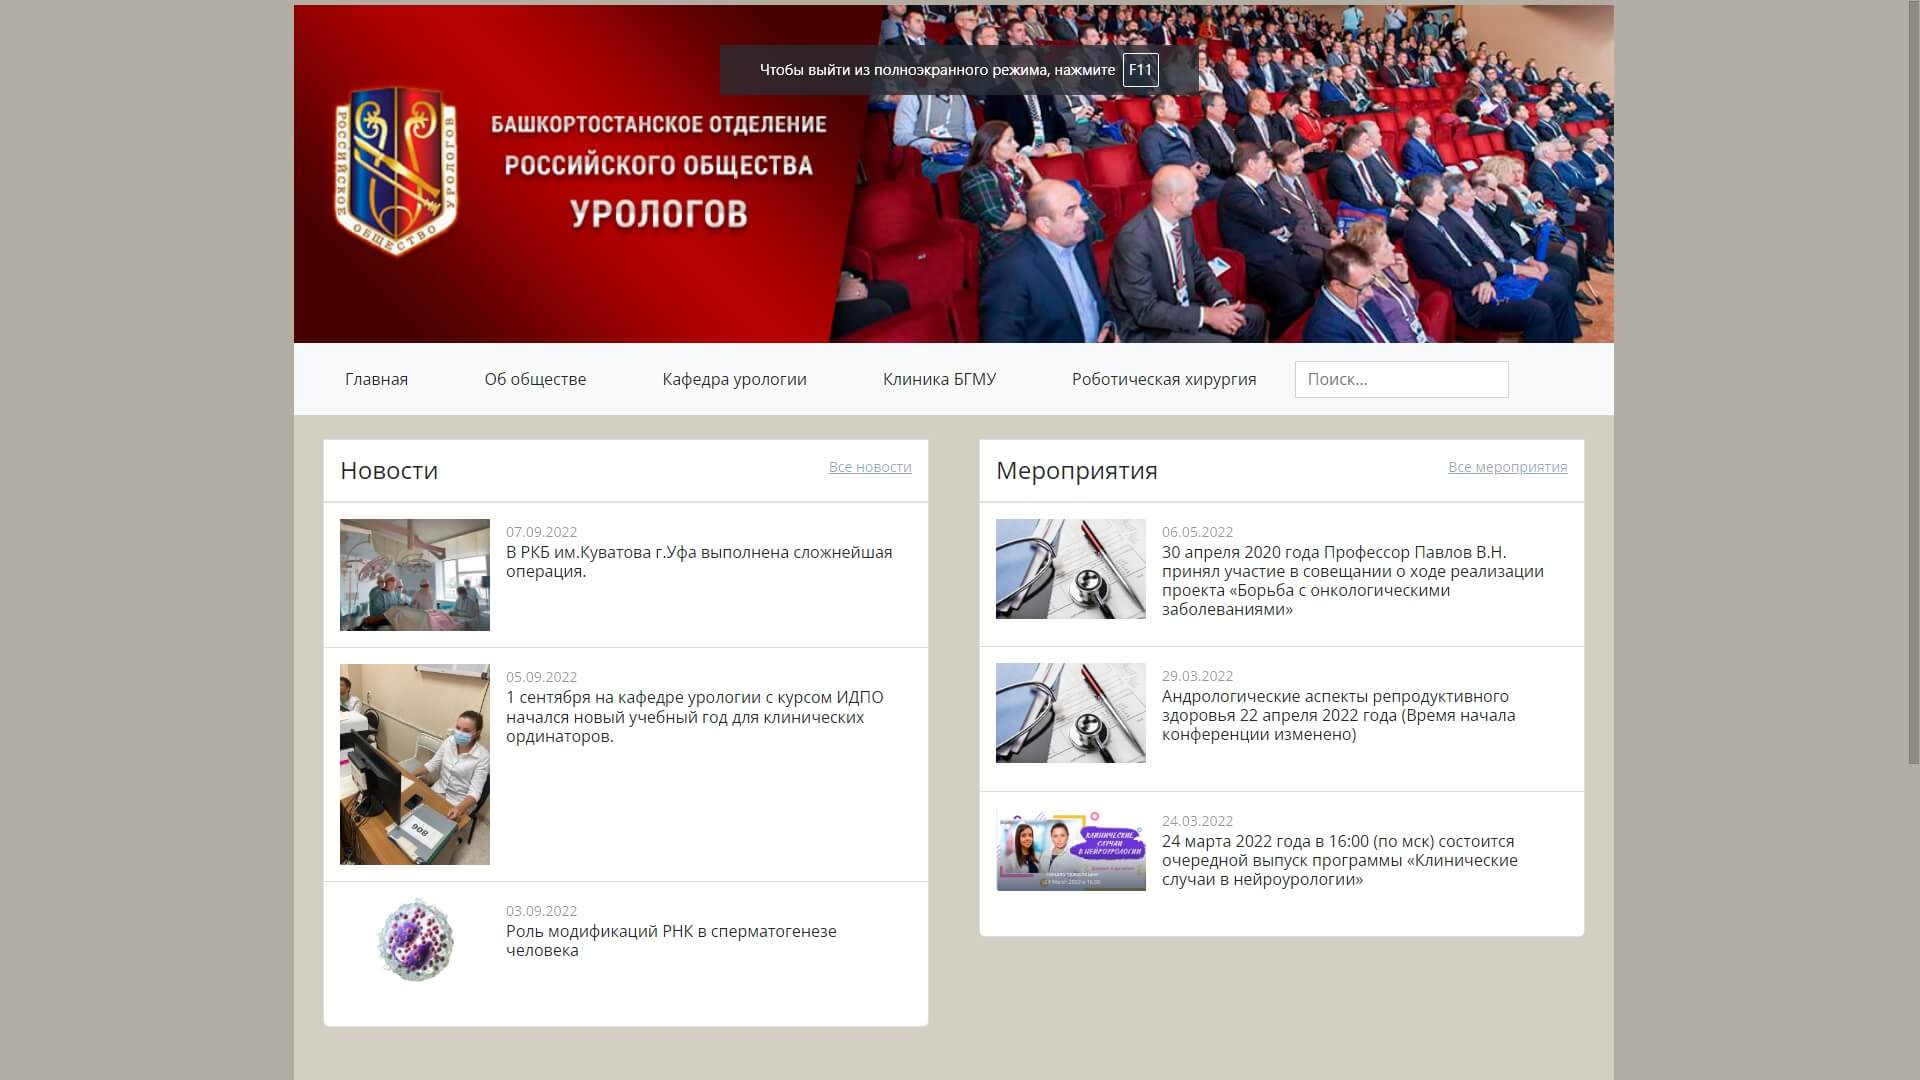 Чтобы выйти из полноэкранного режима, нажмите F11
РОССИЙСКОЕ
ОБЩЕСТВО
УРОЛОГОВ
БАШКОРТОСТАНСКОЕ ОТДЕЛЕНИЕ
РОССИЙСКОГО ОБЩЕСТВА
УРОЛОГОВ
Главная
Об обществе
Кафедра урологии
Клиника БГМУ
Роботическая хирургия
Поиск...
Новости
Все новости
07.09.2022
В РКБ им.Куватова г.Уфа выполнена сложнейшая
операция.
05.09.2022
1 сентября на кафедре урологии с курсом ИДПО
начался новый учебный год для клинических
ординаторов.
908
03.09.2022
Роль модификаций РНК в сперматогенезе
человека
Мероприятия
Все мероприятия
06.05.2022
30 апреля 2020 года Профессор Павлов В.Н.
принял участие в совещании о ходе реализации
проекта «Борьба с онкологическими
заболеваниями»
29.03.2022
Андрологические аспекты репродуктивного
здоровья 22 апреля 2022 года (Время начала
конференции изменено)
КЛИНИЧЕСКИЕ
СЛУЧАИ
В НЕЙРОУРОЛОГИИ
24.03.2022
24 марта 2022 года в 16:00 (по мск) состоится
очередной выпуск программы «Клинические
случаи в нейроурологии»